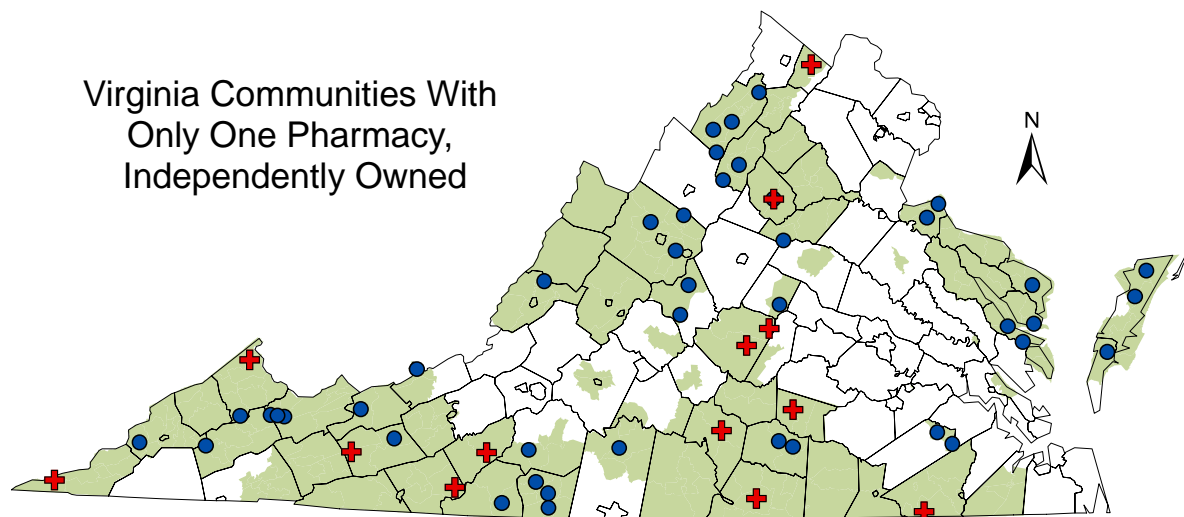 Virginia Communities With
Only One Pharmacy,
Independently Owned
N